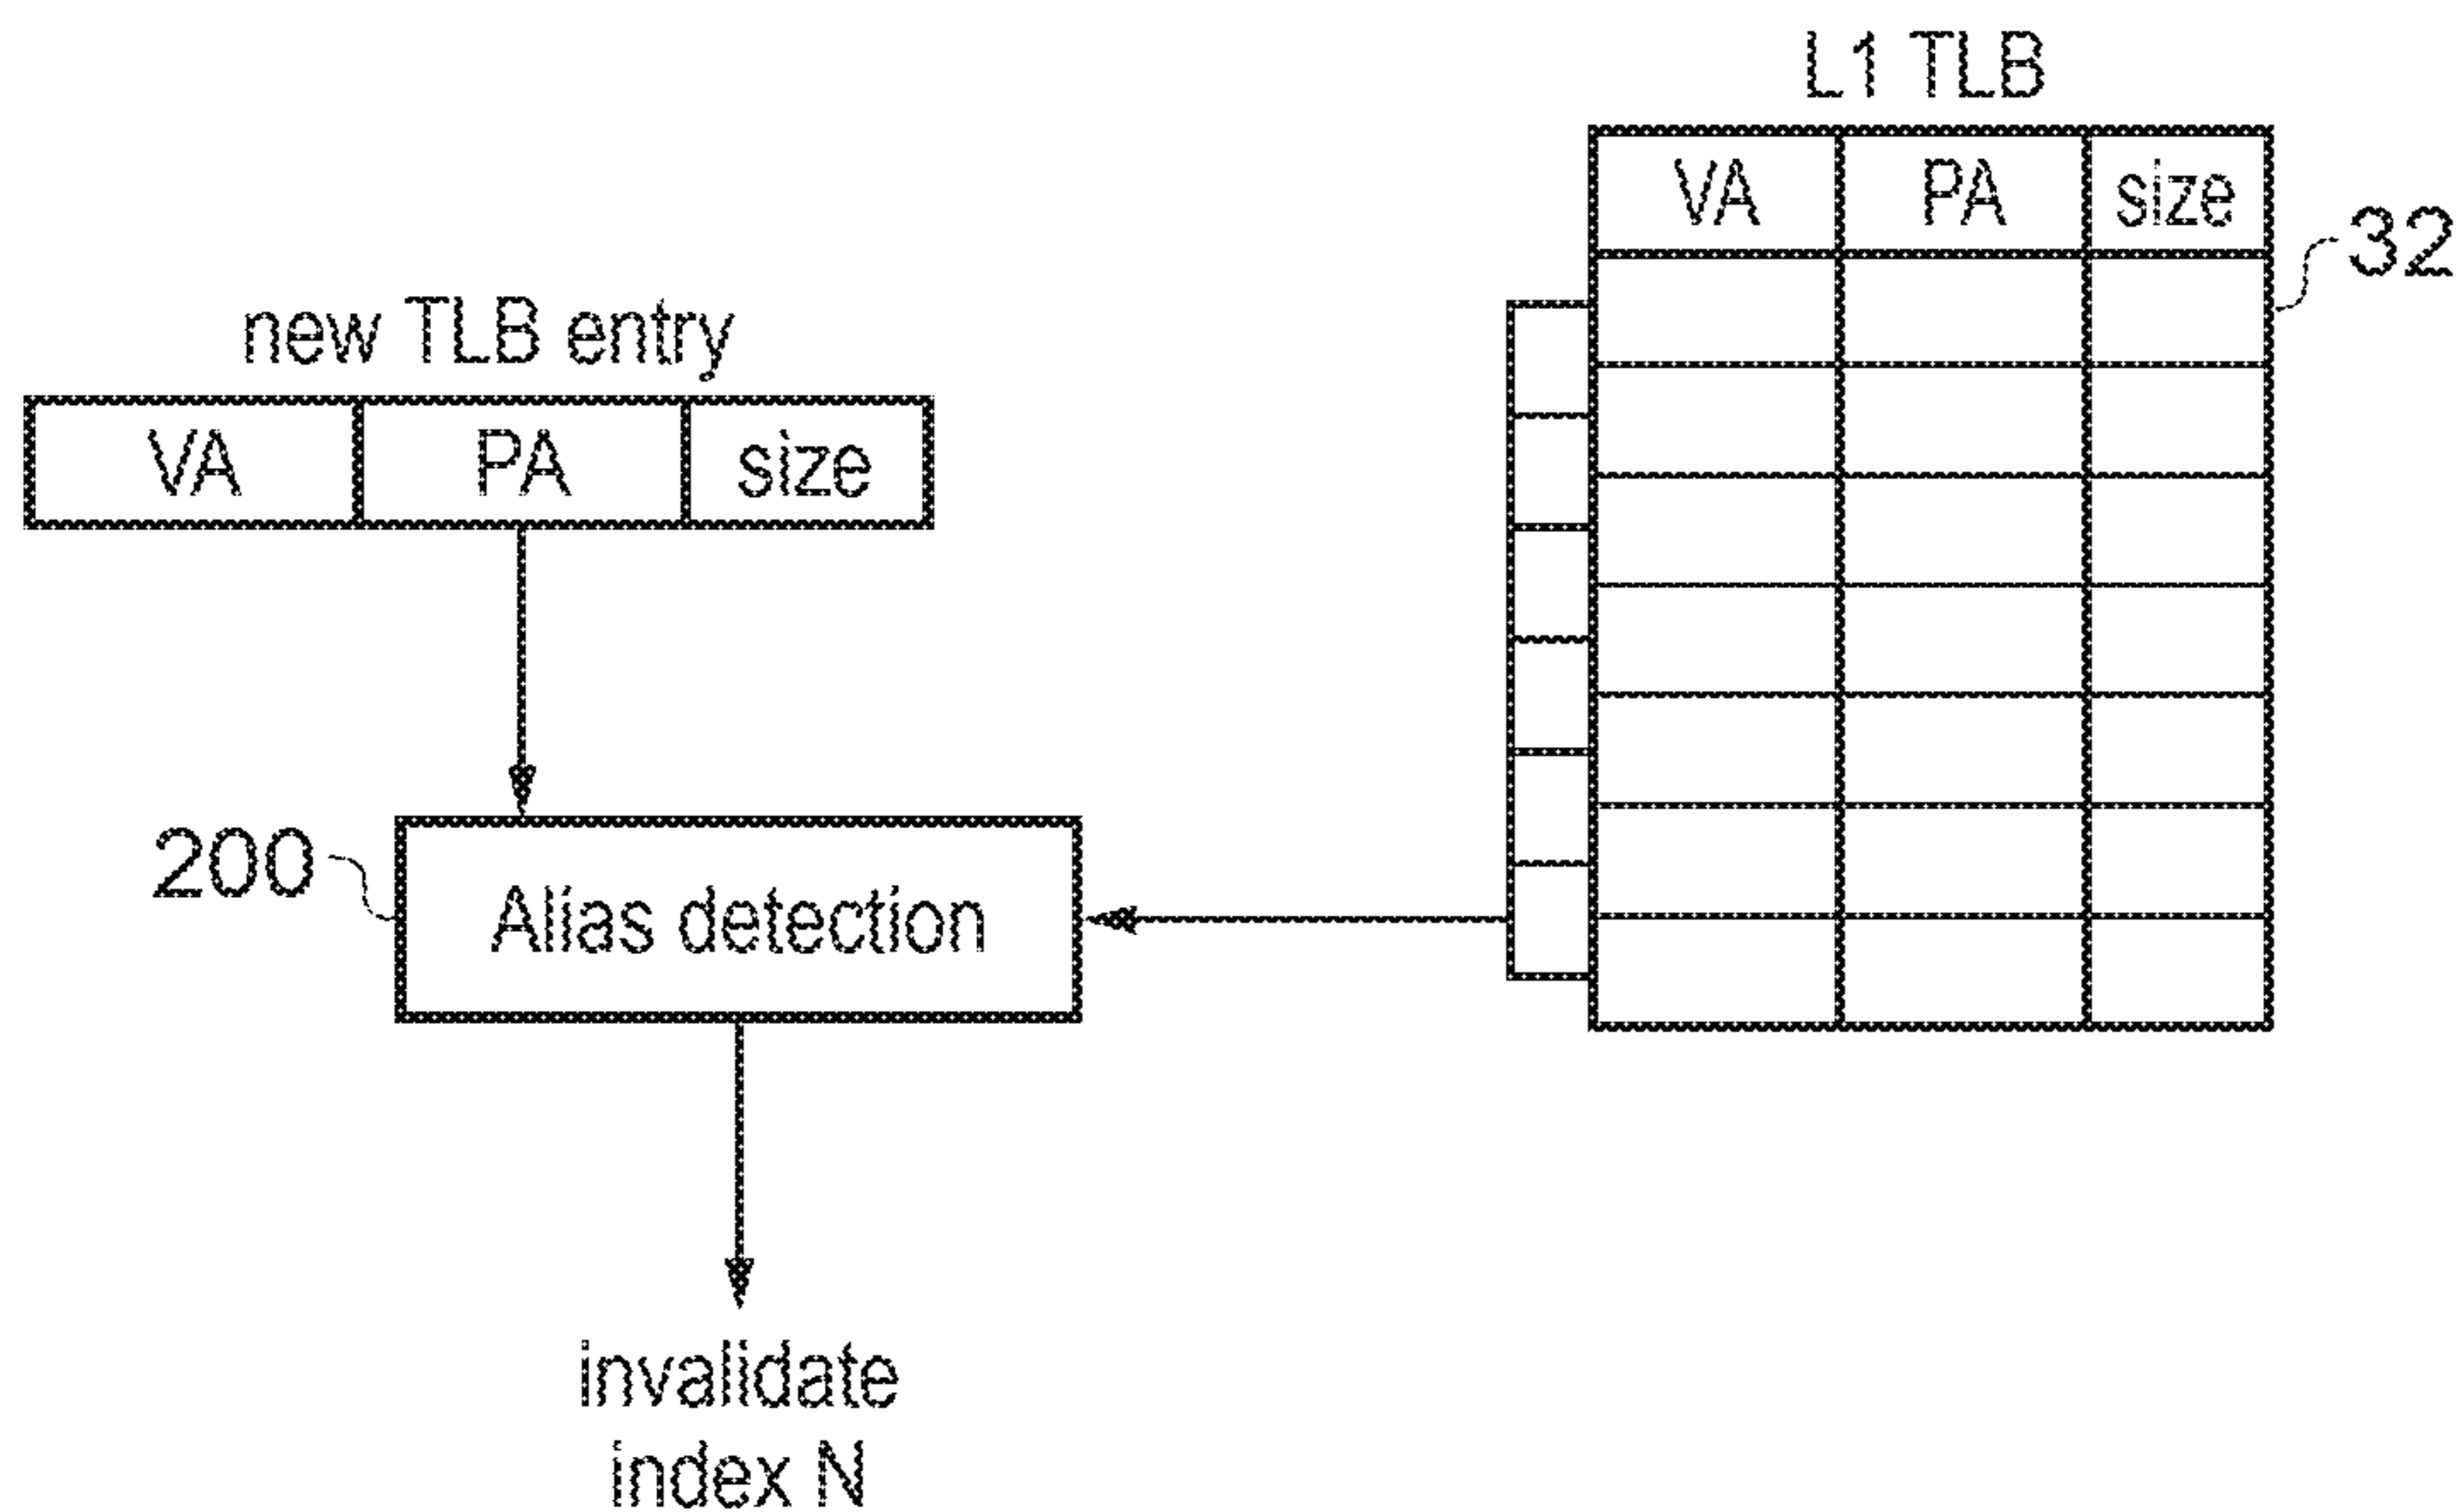 L1 TLB
VA PA size
32
new TLB entry
VA PA size
200
Alias detection
invalidate
index N